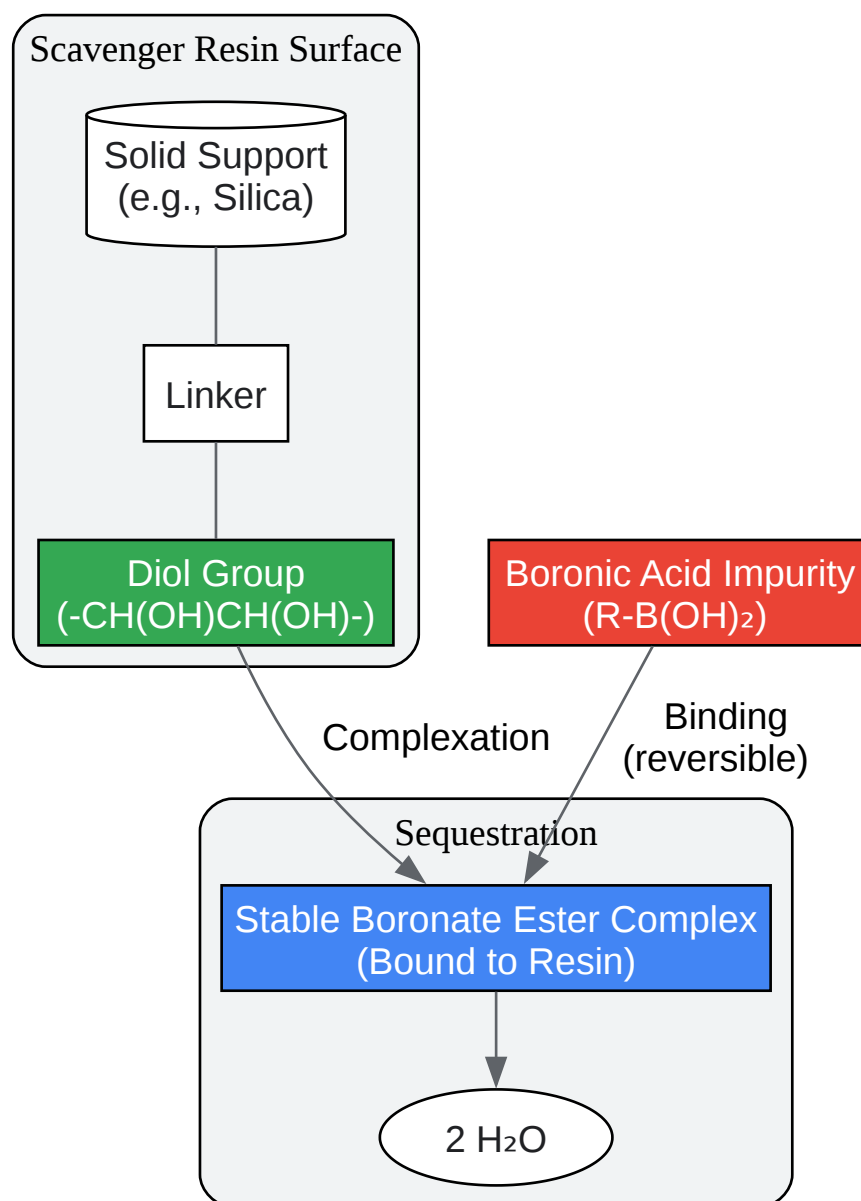 Scavenger Resin Surface
Solid Support
(e.g., Silica)
Linker
Diol Group
(-CH(OH)CH(OH)-)
Boronic Acid Impurity
(R-B(OH)₂)
Complexation
Binding
(reversible)
Sequestration
Stable Boronate Ester Complex
(Bound to Resin)
2 H₂O